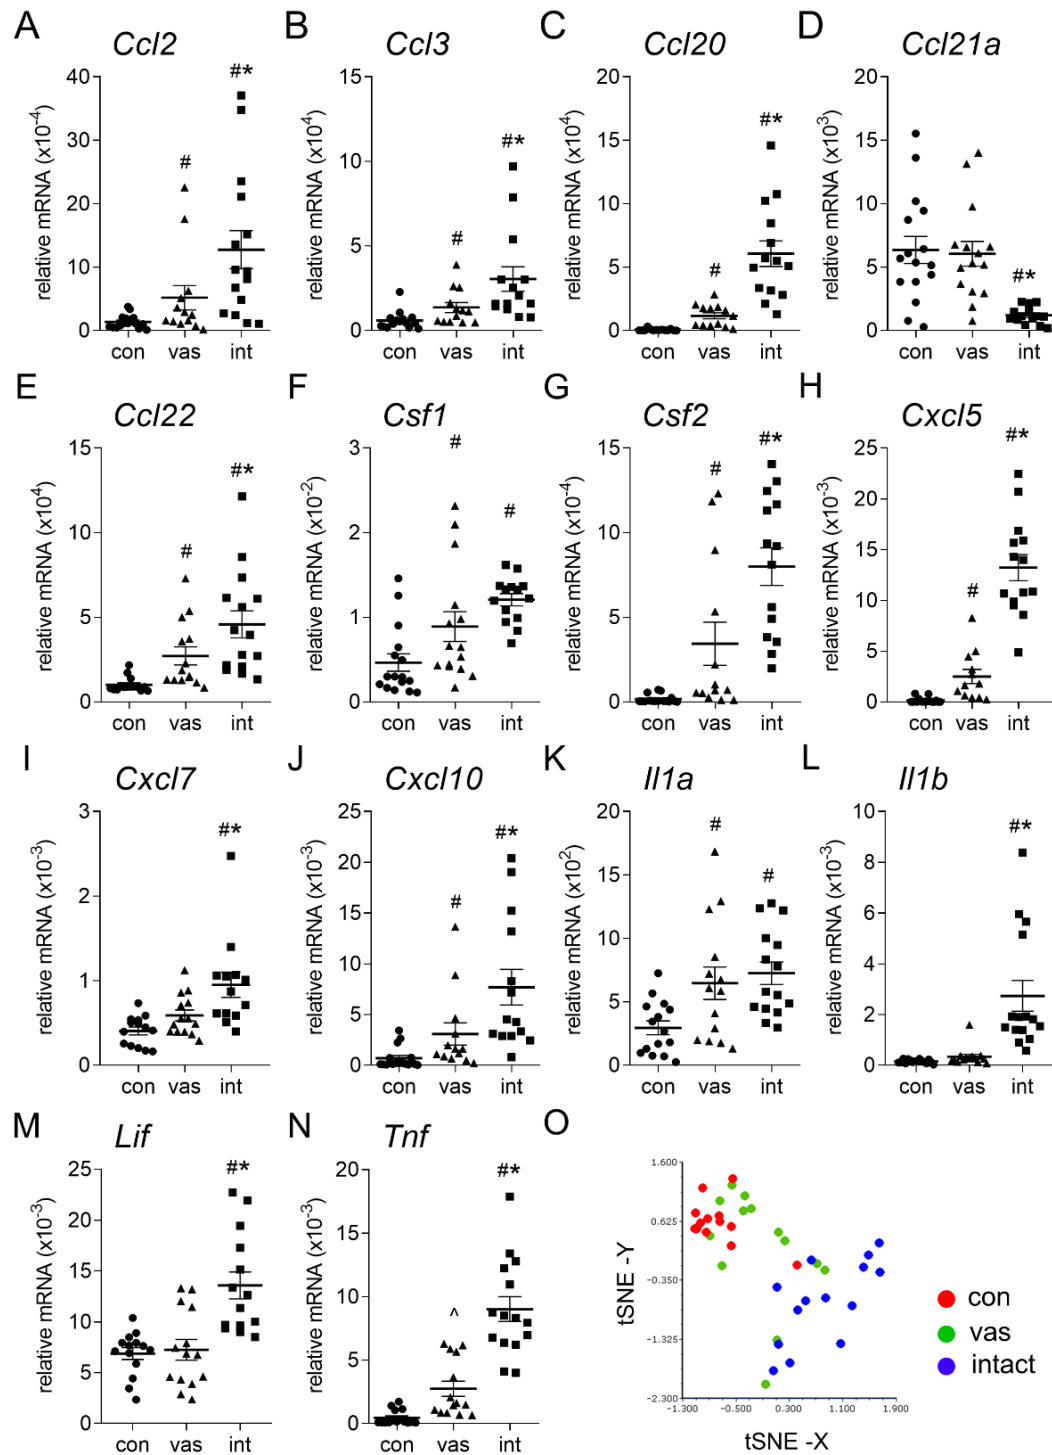 A
Ccl2
relative mRNA (x10-4)
40
30
20
10
0
#
#*
con vas int
B
Ccl3
relative mRNA (x10⁴)
15
10
5
0
#
#*
con vas int
C
Ccl20
relative mRNA (x10⁴)
20
15
10
5
0
#
#*
con vas int
D
Ccl21a
relative mRNA (x10³)
20
15
10
5
0
#*
con vas int
E
Ccl22
relative mRNA (x10⁴)
15
10
5
0
#
#*
con vas int
F
Csf1
relative mRNA (x10-2)
3
2
1
0
#
#
con vas int
G
Csf2
relative mRNA (x10-4)
15
10
5
0
#
#*
con vas int
H
Cxcl5
relative mRNA (x10-3)
25
20
15
10
5
0
#
#*
con vas int
I
Cxcl7
relative mRNA (x10-3)
3
2
1
0
#*
con vas int
J
Cxcl10
relative mRNA (x10-3)
25
20
15
10
5
0
#
#*
con vas int
K
Il1a
relative mRNA (x10²)
20
15
10
5
0
#
#
con vas int
L
Il1b
relative mRNA (x10-3)
10
8
6
4
2
0
#*
con vas int
M
Lif
relative mRNA (x10-3)
25
20
15
10
5
0
#*
con vas int
N
Tnf
relative mRNA (x10-3)
20
15
10
5
0
^
#*
con vas int
O
tSNE -Y
1.600
0.625
-0.350
-1.325
-2.300
-1.300 -0.500 0.300 1.100 1.900
tSNE -X
con
vas
intact